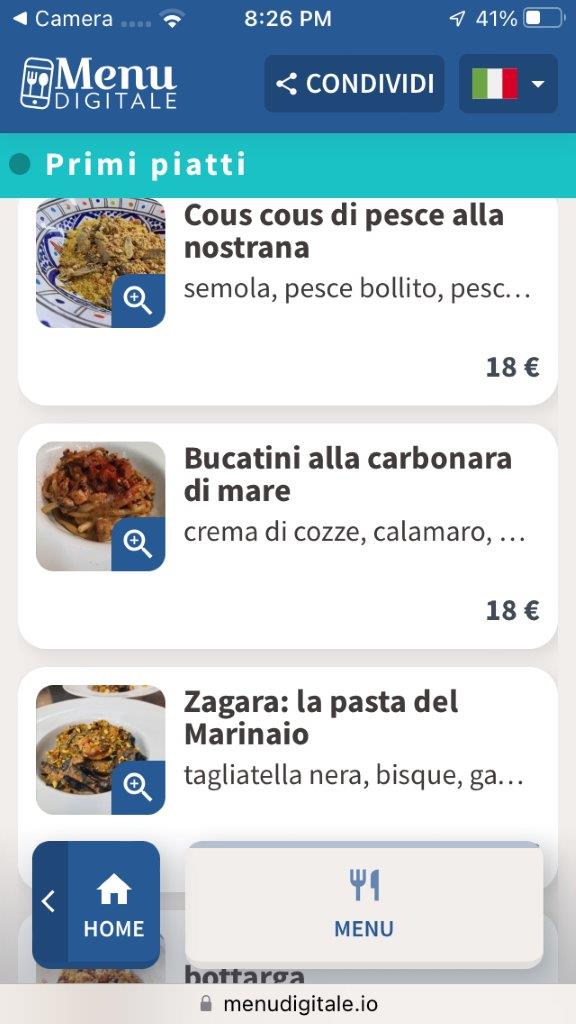 Camera
8:26 PM
41%
Menu
DIGITALE
CONDIVIDI
Primi piatti
Cous cous di pesce alla
nostrana
semola, pesce bollito, pesc…
18 €
Bucatini alla carbonara
di mare
crema di cozze, calamaro, …
18 €
Zagara: la pasta del
Marinaio
tagliatella nera, bisque, ga…
HOME
MENU
bottarga
menudigitale.io